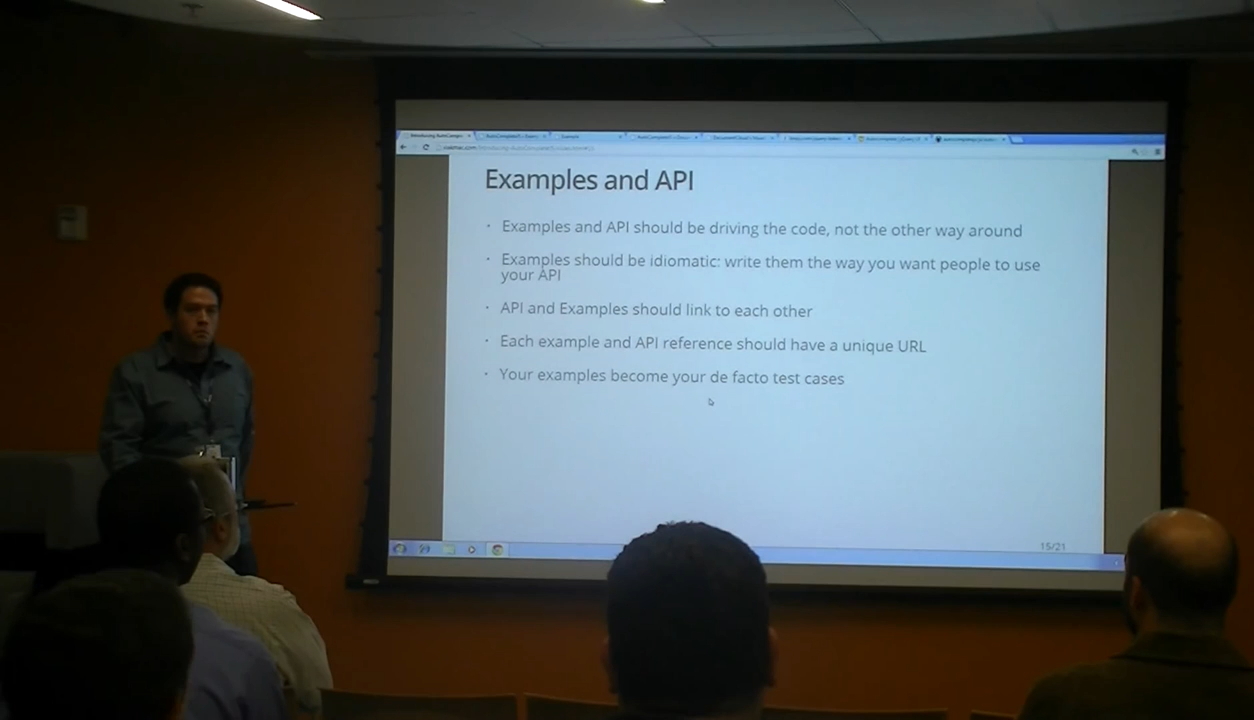 Examples and API
· Examples and API should be driving the code, not the other way around
· Examples should be idiomatic: write them the way you want people to use
your API
· API and Examples should link to each other
· Each example and API reference should have a unique URL
· Your examples become your de facto test cases
15/21